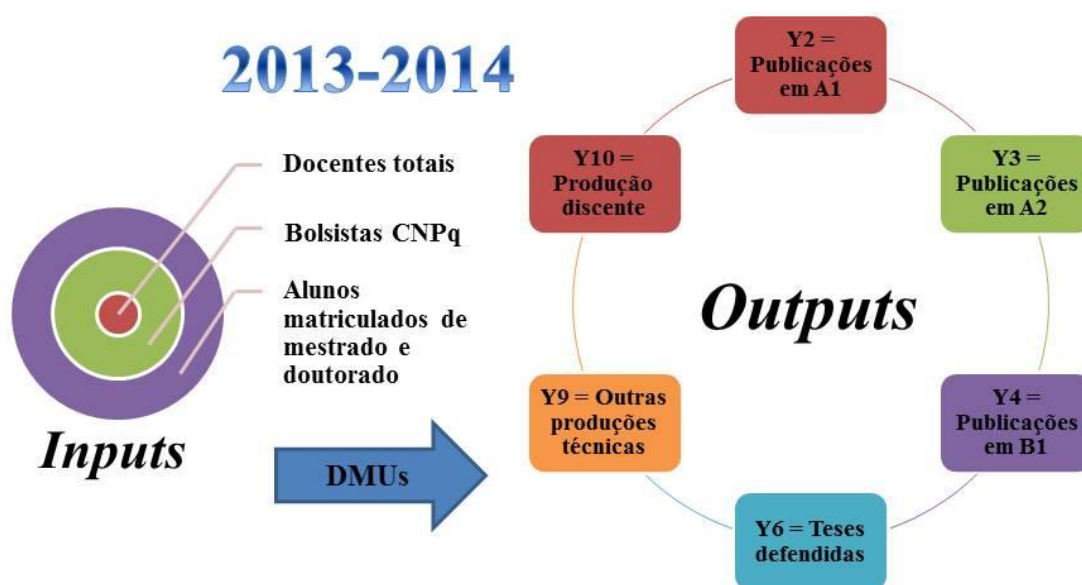 2013-2014
Docentes totais
Bolsistas CNPq
Alunos
matriculados de
mestrado e
doutorado
Inputs
DMUs
Y2 =
Publicações
em A1
Y3 =
Publicações
em A2
Y4 =
Publicações
em B1
Y6 = Teses
defendidas
Y9 = Outras
produções
técnicas
Y10 =
Produção
discente
Outputs